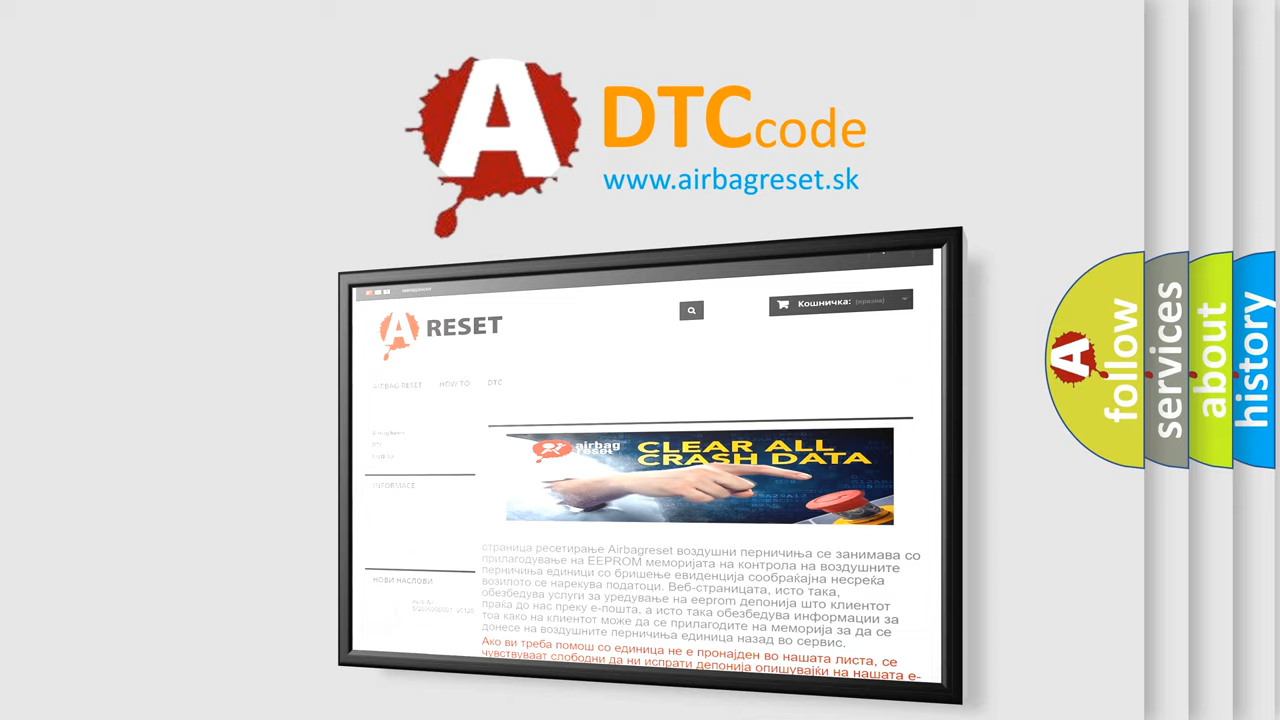 A DTCcode
www.airbagreset.sk
A RESET
Кошничка: (празна)
AIRBAG RESET HOW TO DTC
INFORMACE
НОВИ НАСЛОВИ
airbag reset
CLEAR ALL
CRASH DATA
страница ресетирање Airbagreset воздушни перничиња се занимава со
прилагодување на EEPROM меморијата на контрола на воздушните
перничиња единици со бришење евиденција сообраќајна несреќа
возилото се нарекува податоци. Веб-страницата, исто така,
обезбедува услуги за уредување на eeprom депонија што клиентот
праќа до нас преку е-пошта, а исто така обезбедува информации за
тоа како на клиентот може да се прилагодите на меморија за да се
донесе на воздушните перничиња единица назад во сервис.
Ако ви треба помош со единица не е пронајден во нашата листа, се
чувствуваат слободни да ни испрати депонија опишувајќи на нашата е-
A follow
services
about
history